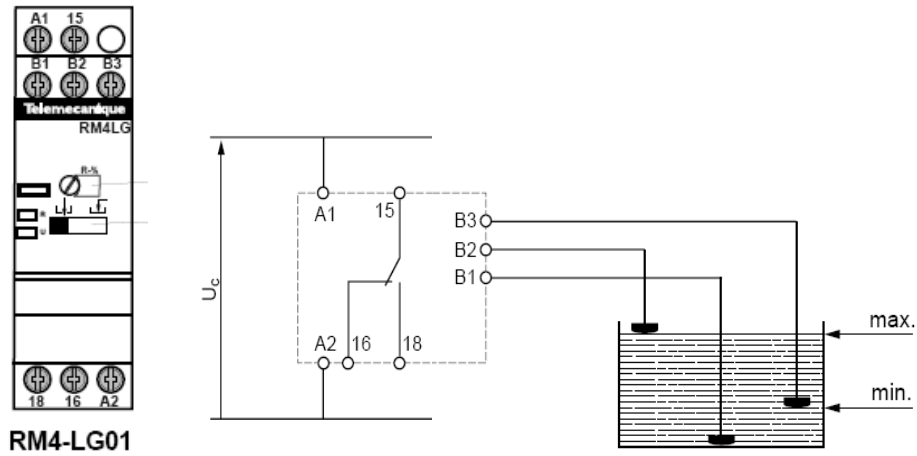 A1 15
B1 B2 B3
Telemecanique
RM4LG
R-%
R
U
18 16 A2
RM4-LG01
Uc
A1 15
B3
B2
B1
A2 16 18
max.
min.